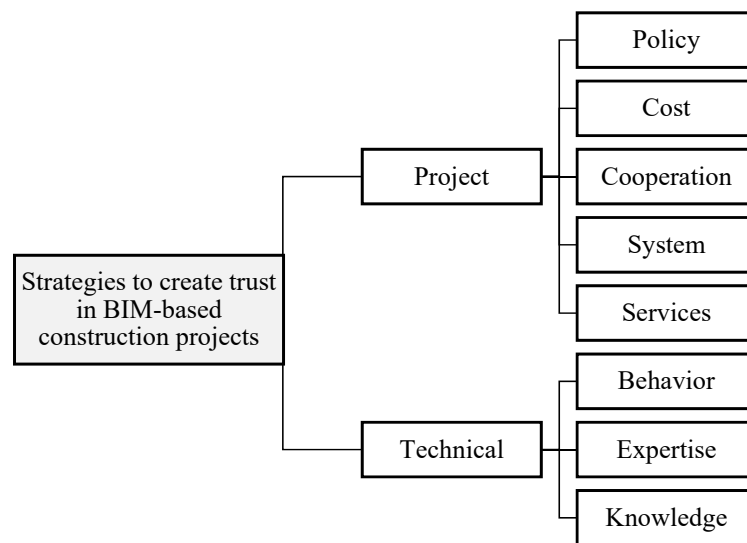 Policy
Cost
Project
Cooperation
System
Strategies to create trust
in BIM-based
construction projects
Services
Behavior
Technical
Expertise
Knowledge